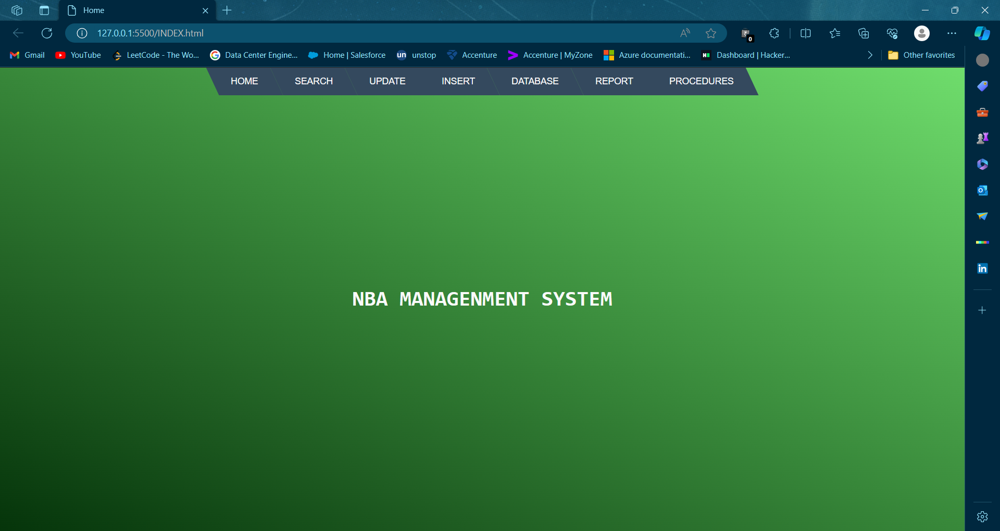 Home
127.0.0.1:5500/INDEX.html
0
Gmail YouTube LeetCode - The Wo... Data Center Engine... Home | Salesforce un unstop Accenture Accenture | MyZone Azure documentati... Dashboard | Hacker... Other favorites
HOME SEARCH UPDATE INSERT DATABASE REPORT PROCEDURES
NBA MANAGENMENT SYSTEM